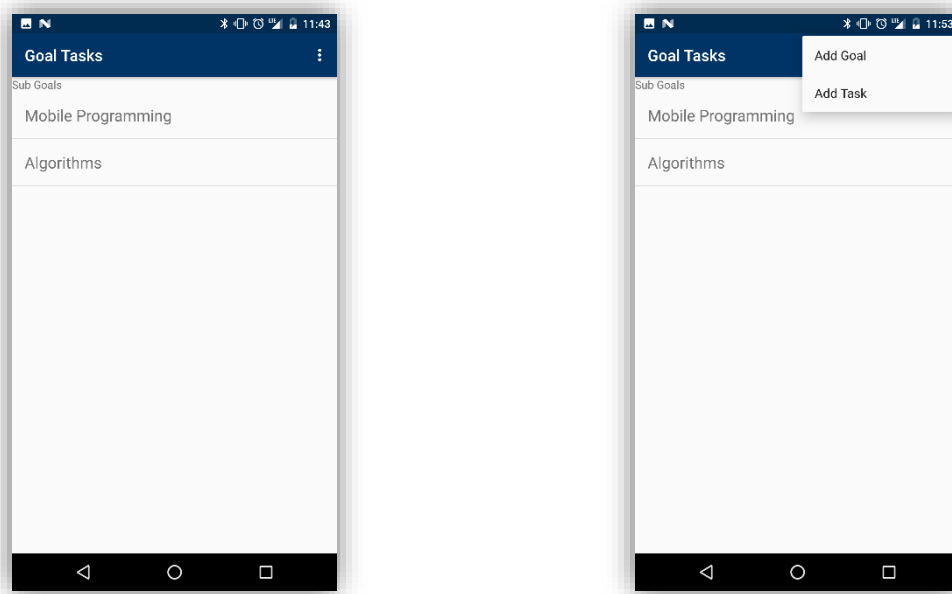 11:43
Goal Tasks
Sub Goals
Mobile Programming
Algorithms
11:53
Goal Tasks
Add Goal
Add Task
Sub Goals
Mobile Programming
Algorithms